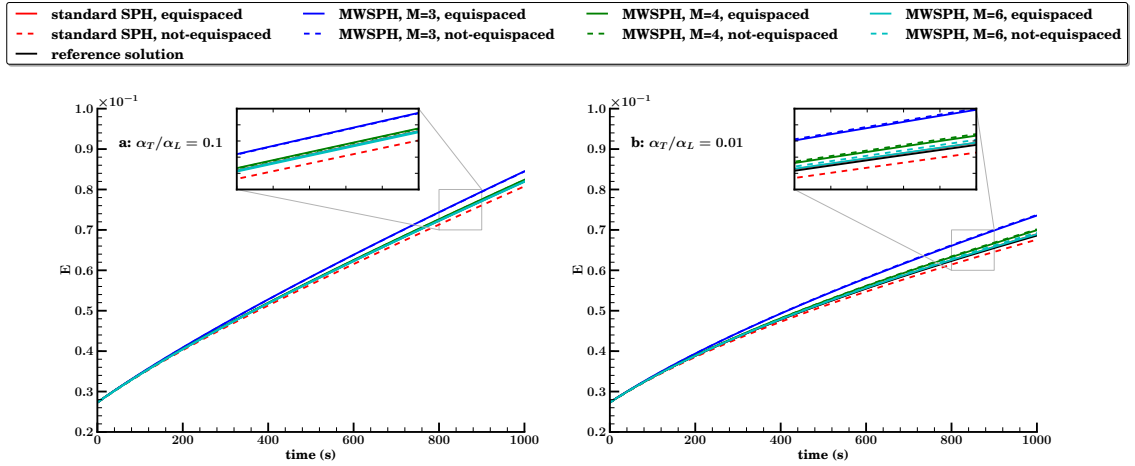 standard SPH, equispaced MWSPH, M=3, equispaced MWSPH, M=4, equispaced MWSPH, M=6, equispaced
standard SPH, not-equispaced MWSPH, M=3, not-equispaced MWSPH, M=4, not-equispaced MWSPH, M=6, not-equispaced
reference solution
×10⁻¹ ×10⁻¹
1.0 1.0
a: α_T/α_L = 0.1 b: α_T/α_L = 0.01
0.9 0.9
0.8 0.8
0.7 0.7
E E
0.6 0.6
0.5 0.5
0.4 0.4
0.3 0.3
0.2 0.2
0 200 400 600 800 1000 0 200 400 600 800 1000
time (s) time (s)